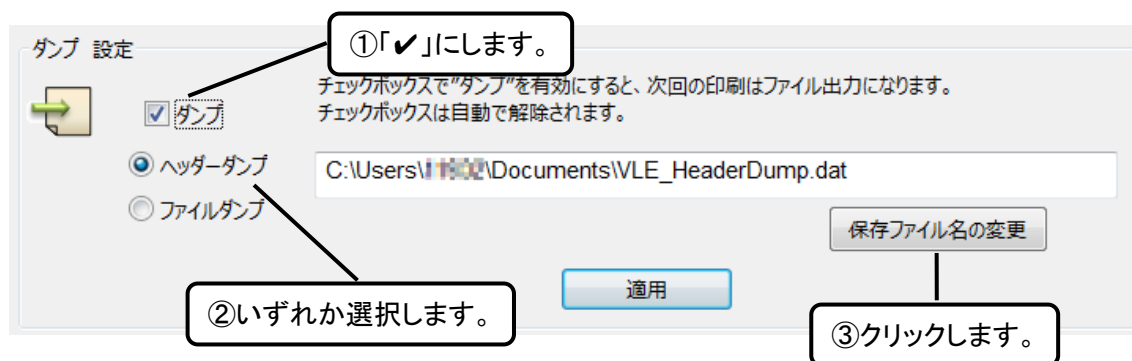 ①「✔」にします。
ダンプ 設定
チェックボックスで"ダンプ"を有効にすると、次回の印刷はファイル出力になります。
チェックボックスは自動で解除されます。
ダンプ
ヘッダーダンプ
C:\Users\ \Documents\VLE_HeaderDump.dat
ファイルダンプ
保存ファイル名の変更
適用
②いずれか選択します。
③クリックします。